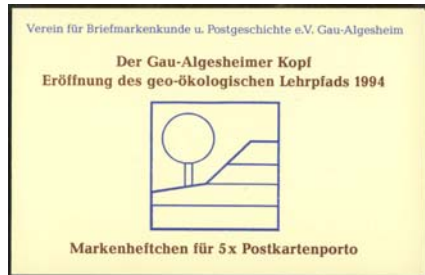 Verein für Briefmarkenkunde u. Postgeschichte e.V. Gau-Algesheim
Der Gau-Algesheimer Kopf
Eröffnung des geo-ökologischen Lehrpfads 1994
Markenheftchen für 5x Postkartenporto